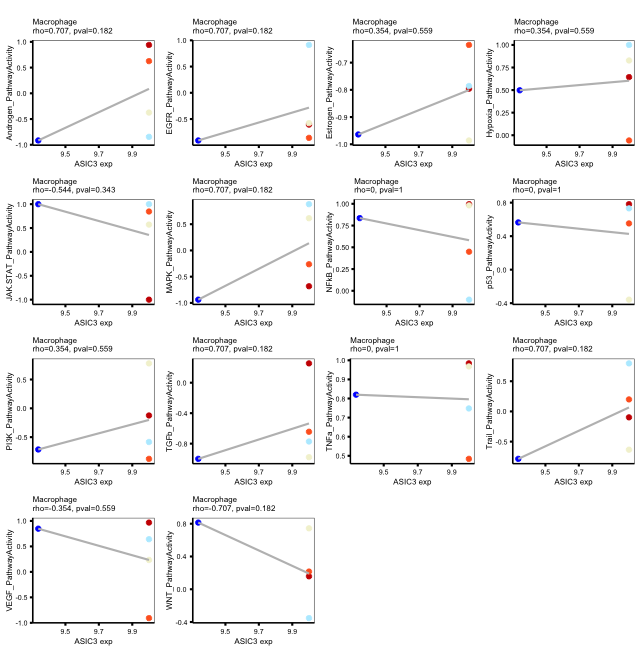 Macrophage
rho=0.707, pval=0.182
Androgen_PathwayActivity
1.0
0.5
0.0
-0.5
-1.0
9.5
9.7
9.9
ASIC3 exp
Macrophage
rho=0.707, pval=0.182
EGFR_PathwayActivity
1.0
0.5
0.0
-0.5
-1.0
9.5
9.7
9.9
ASIC3 exp
Macrophage
rho=0.354, pval=0.559
Estrogen_PathwayActivity
-0.7
-0.8
-0.9
-1.0
9.5
9.7
9.9
ASIC3 exp
Macrophage
rho=0.354, pval=0.559
Hypoxia_PathwayActivity
1.00
0.75
0.50
0.25
0.00
9.5
9.7
9.9
ASIC3 exp
Macrophage
rho=-0.544, pval=0.343
JAK.STAT_PathwayActivity
1.0
0.5
0.0
-0.5
-1.0
9.5
9.7
9.9
ASIC3 exp
Macrophage
rho=0.707, pval=0.182
MAPK_PathwayActivity
1.0
0.5
0.0
-0.5
-1.0
9.5
9.7
9.9
ASIC3 exp
Macrophage
rho=0, pval=1
NFkB_PathwayActivity
1.00
0.75
0.50
0.25
0.00
9.5
9.7
9.9
ASIC3 exp
Macrophage
rho=0, pval=1
p53_PathwayActivity
0.8
0.4
0.0
-0.4
9.5
9.7
9.9
ASIC3 exp
Macrophage
rho=0.354, pval=0.559
PI3K_PathwayActivity
0.5
0.0
-0.5
9.5
9.7
9.9
ASIC3 exp
Macrophage
rho=0.707, pval=0.182
TGFb_PathwayActivity
0.0
-0.4
-0.8
9.5
9.7
9.9
ASIC3 exp
Macrophage
rho=0, pval=1
TNFa_PathwayActivity
1.0
0.9
0.8
0.7
0.6
0.5
9.5
9.7
9.9
ASIC3 exp
Macrophage
rho=0.707, pval=0.182
Trail_PathwayActivity
0.5
0.0
-0.5
9.5
9.7
9.9
ASIC3 exp
Macrophage
rho=-0.354, pval=0.559
VEGF_PathwayActivity
1.0
0.5
0.0
-0.5
-1.0
9.5
9.7
9.9
ASIC3 exp
Macrophage
rho=-0.707, pval=0.182
WNT_PathwayActivity
0.8
0.4
0.0
-0.4
9.5
9.7
9.9
ASIC3 exp